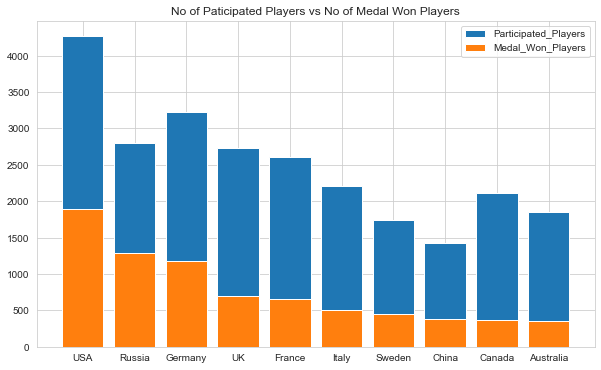 No of Paticipated Players vs No of Medal Won Players
Participated_Players
Medal_Won_Players
4000
3500
3000
2500
2000
1500
1000
500
0
USA Russia Germany UK France Italy Sweden China Canada Australia